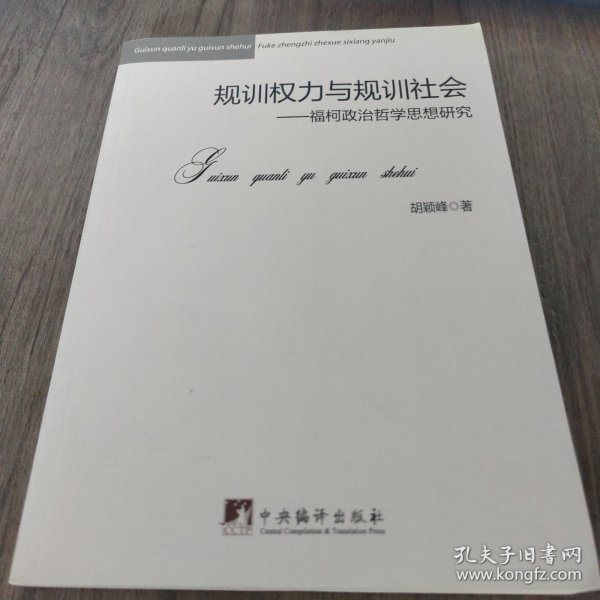 Guixun quanli yu guixun shehui Fuke zhengzhi zhexue sixiang yanjiu
规训权力与规训社会
——福柯政治哲学思想研究
Guixun quanli yu guixun shehui
胡颖峰◎著
中央编译出版社
CCTP Central Compilation & Translation Press
孔夫子旧书网
www.kongfz.com